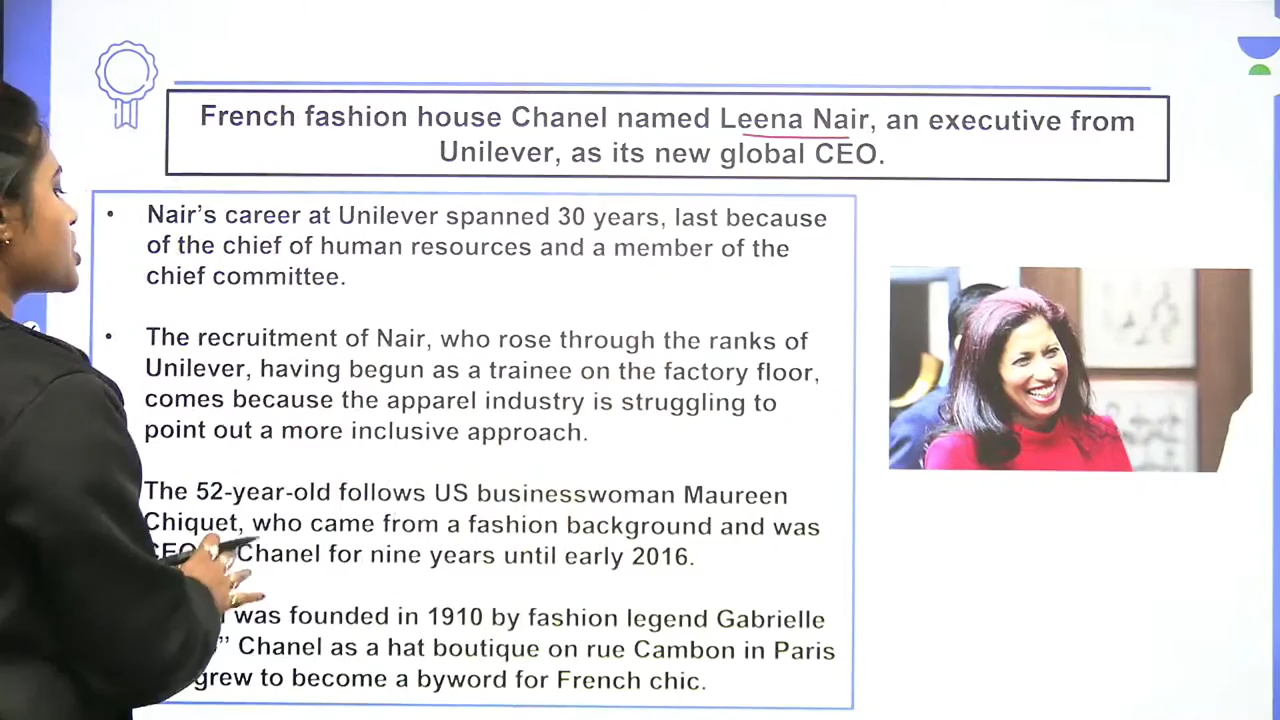 French fashion house Chanel named Leena Nair, an executive from
Unilever, as its new global CEO.
• Nair's career at Unilever spanned 30 years, last because
of the chief of human resources and a member of the
chief committee.
• The recruitment of Nair, who rose through the ranks of
Unilever, having begun as a trainee on the factory floor,
comes because the apparel industry is struggling to
point out a more inclusive approach.
The 52-year-old follows US businesswoman Maureen
Chiquet, who came from a fashion background and was
CEO Chanel for nine years until early 2016.
was founded in 1910 by fashion legend Gabrielle
” Chanel as a hat boutique on rue Cambon in Paris
grew to become a byword for French chic.